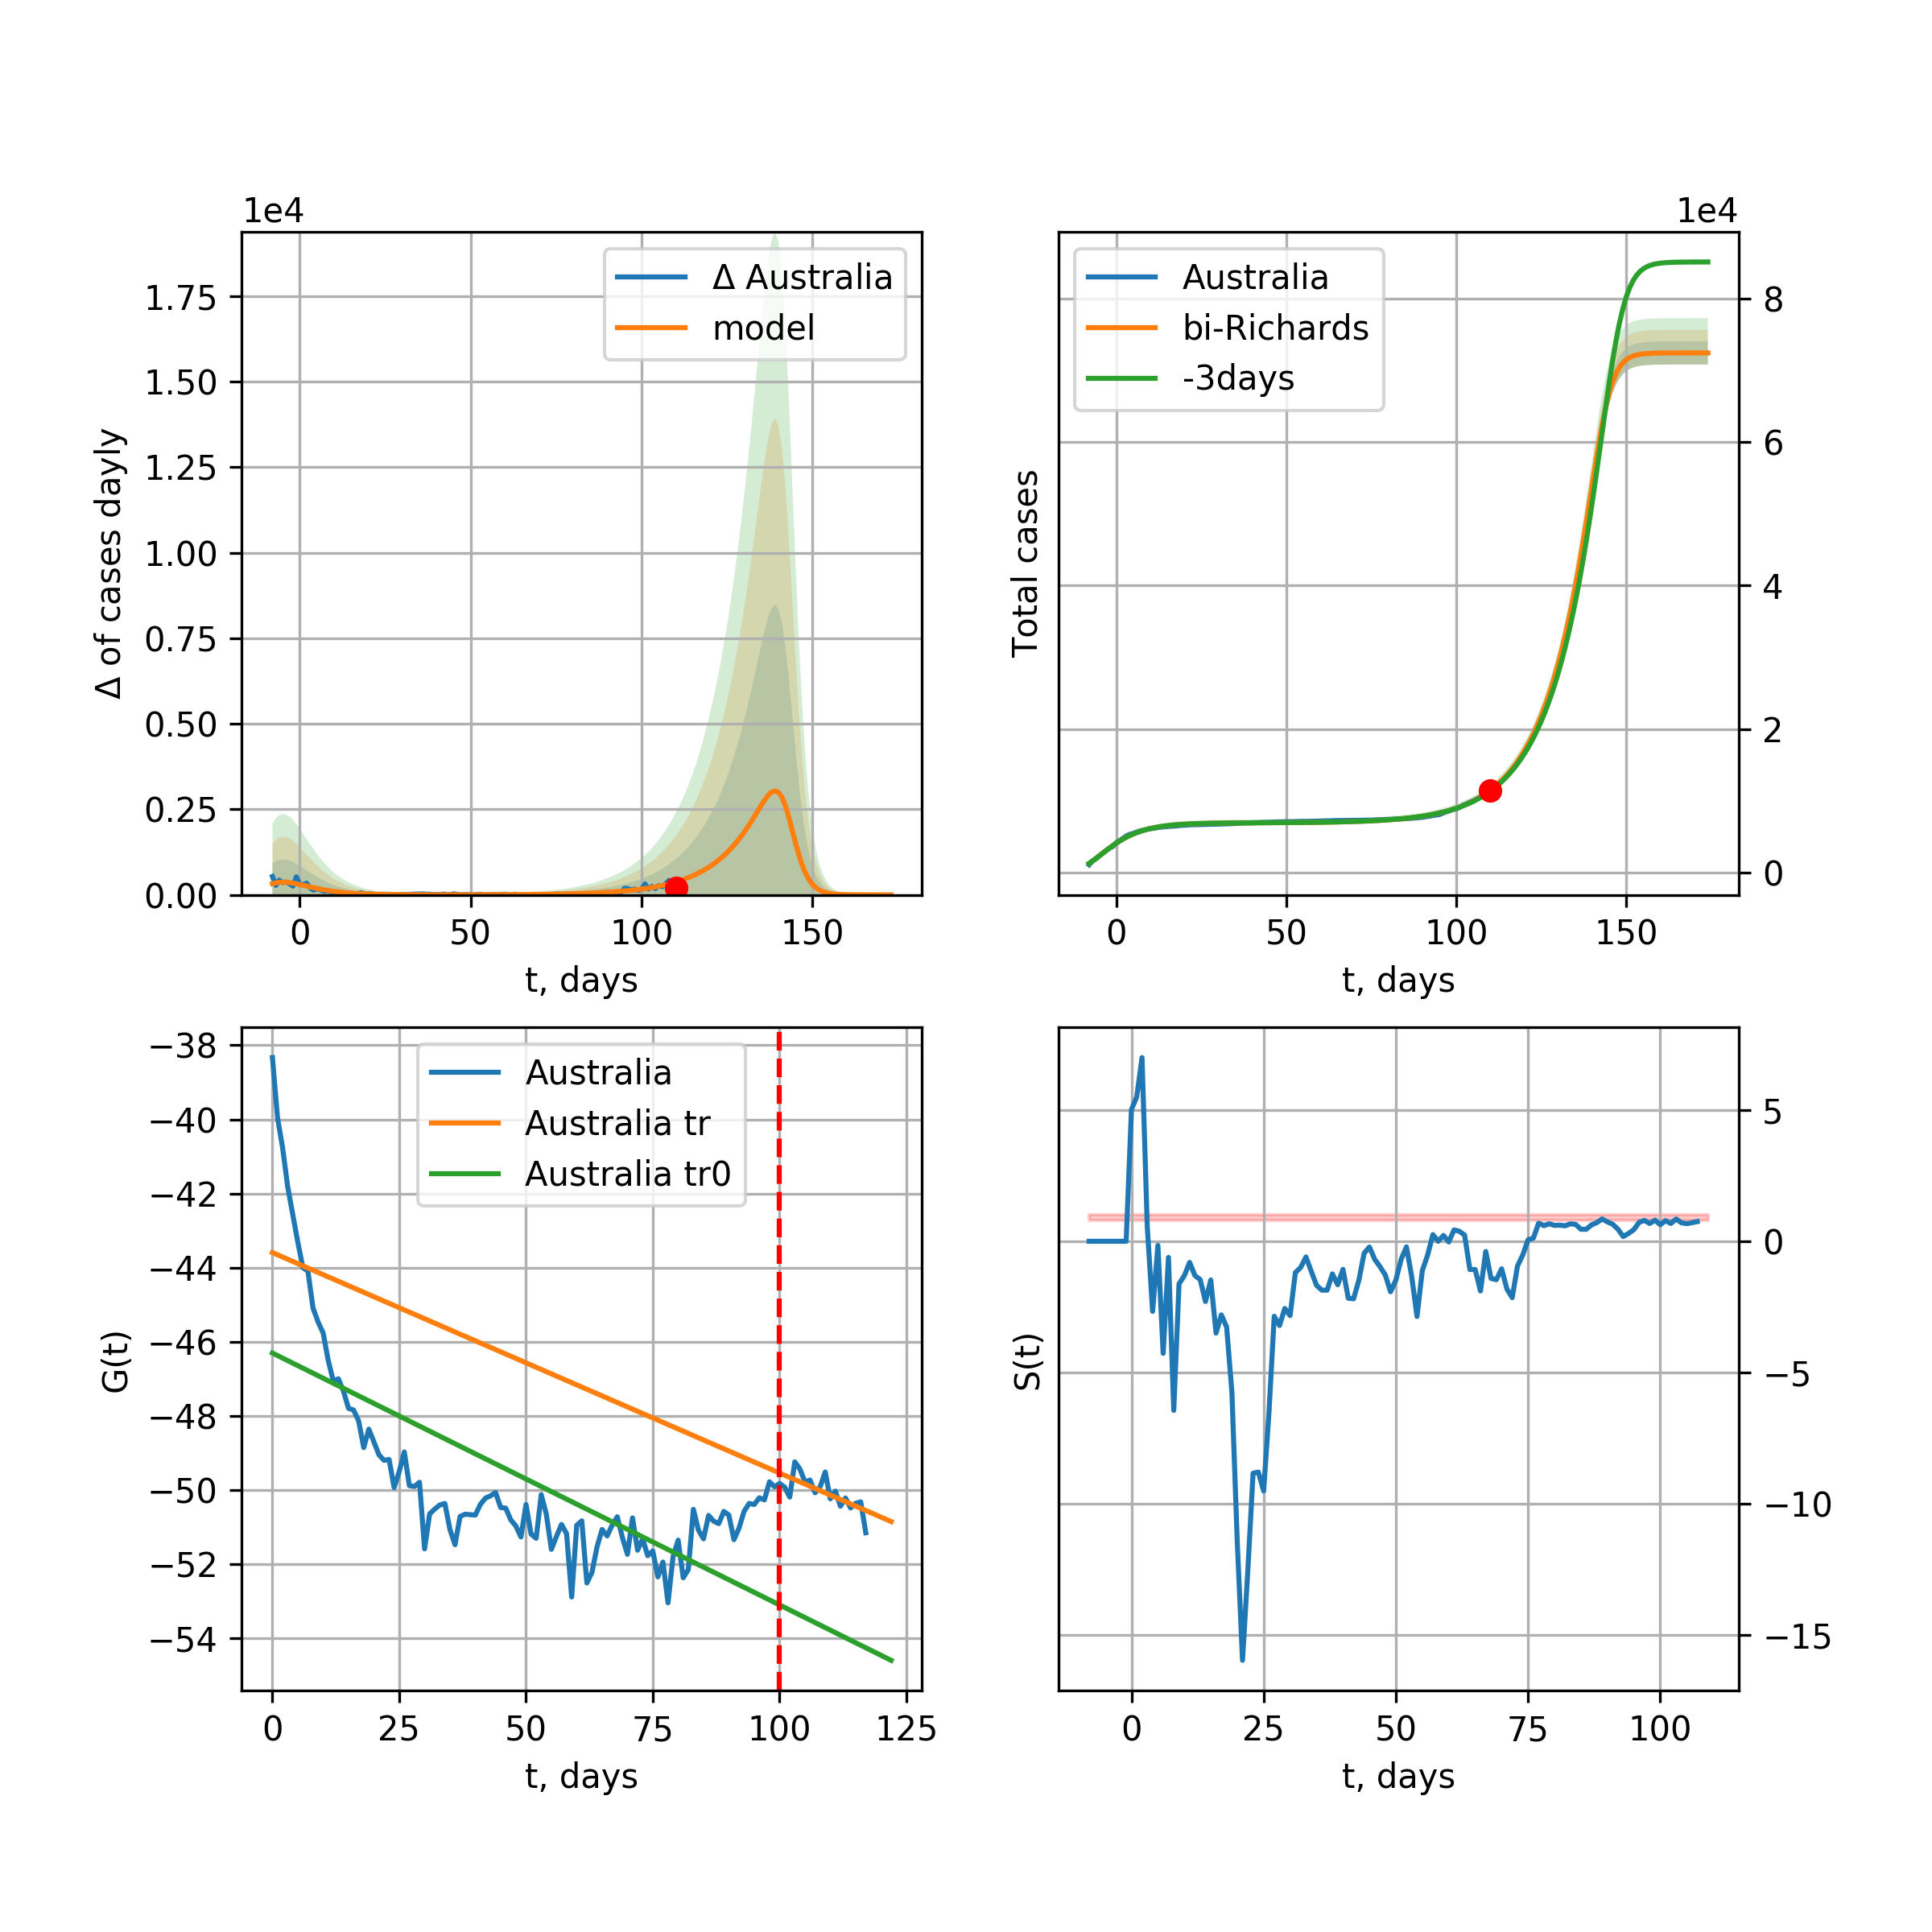 1e4
Δ Australia
model
1.75
1.50
1.25
1.00
0.75
0.50
0.25
0.00
Δ of cases dayly
0 50 100 150
t, days
1e4
Australia
bi-Richards
-3days
8
6
4
2
0
Total cases
0 50 100 150
t, days
Australia
Australia tr
Australia tr0
−38
−40
−42
−44
−46
−48
−50
−52
−54
G(t)
0 25 50 75 100 125
t, days
5
0
−5
−10
−15
S(t)
0 25 50 75 100
t, days